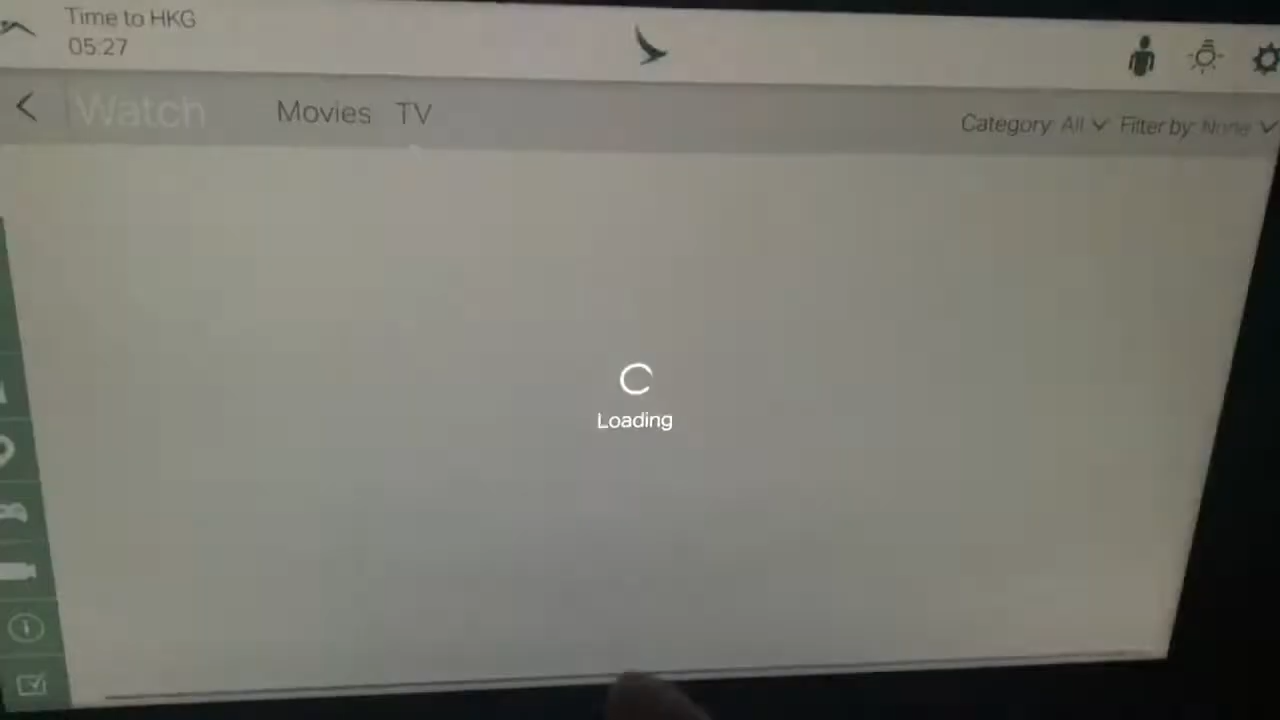 Time to HKG
05:27
Watch
Movies TV
Category: All Filter by: None
Loading